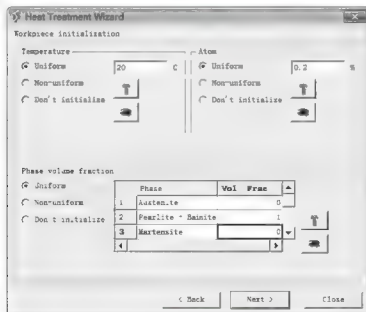 Heat Treatment Wizard
Workpiece initialization
Temperature
Uniform 20 C
Non-uniform
Don't initialize
Atom
Uniform 0.2 %
Non-uniform
Don't initialize
Phase volume fraction
Uniform
Non-uniform
Don't initialize
Phase Vol Frac
1 Austenite 0
2 Pearlite + Bainite 1
3 Martensite 0
< Back Next > Close